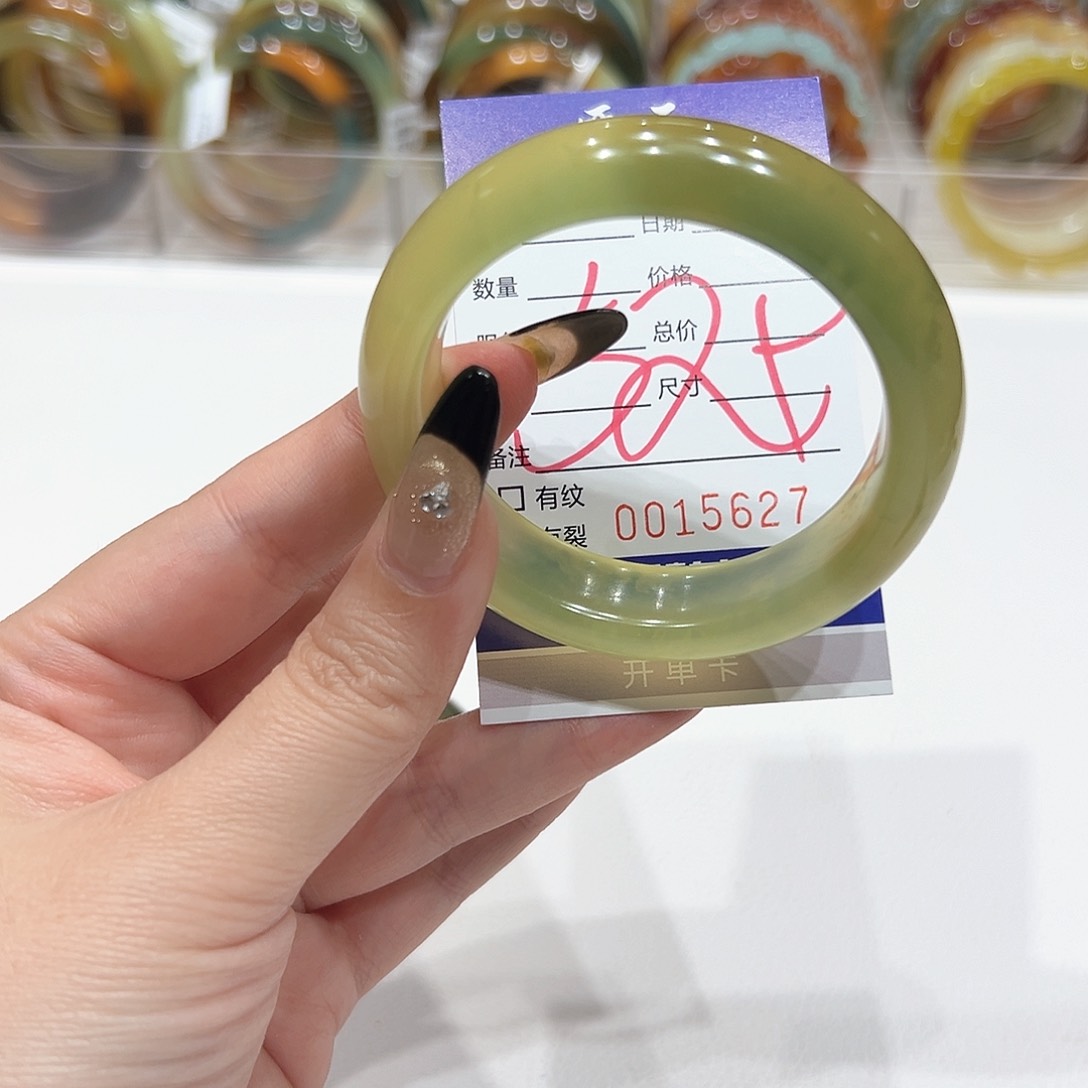 日期
数量 价格
总价
尺寸
备注
有纹 0015627
有裂
开单卡